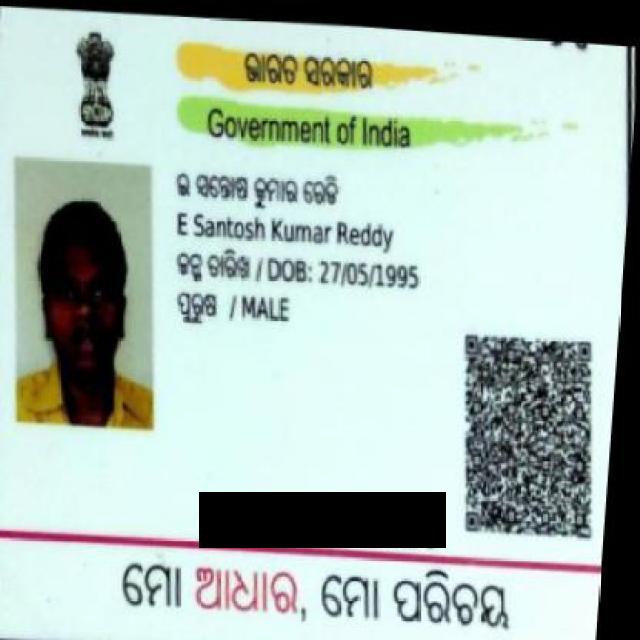 ଭାରତ ସରକାର
Government of India
ଇ ସନ୍ତୋଷ କୁମାର ରେଡ୍ଡି
E Santosh Kumar Reddy
ଜନ୍ମ ତାରିଖ / DOB: 27/05/1995
ପୁରୁଷ / MALE
ମୋ ଆଧାର, ମୋ ପରିଚୟ